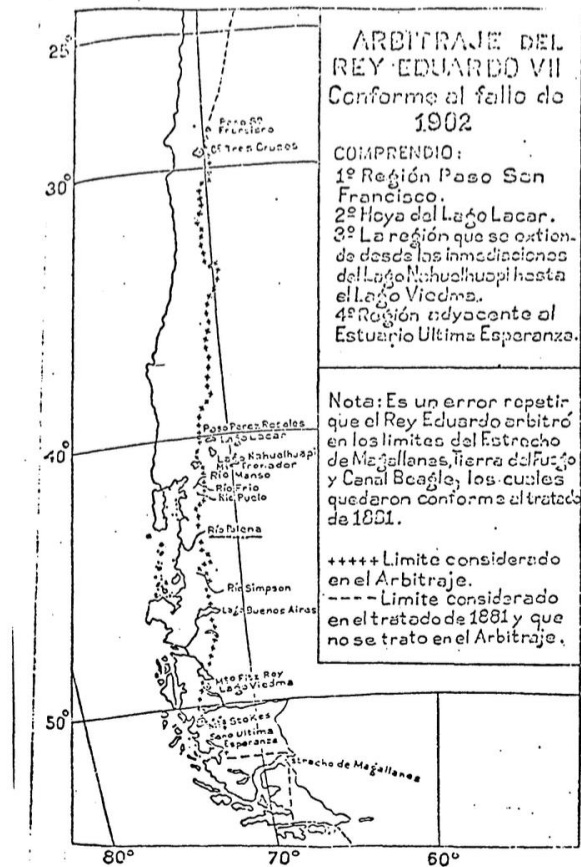 ARBITRAJE DEL
REY EDUARDO VII
Conforme al fallo de
1902
COMPRENDIO:
1º Región Paso San
Francisco.
2º Hoya del Lago Lacar.
3º La región que se extien-
de desde las inmediaciones
del Lago Nahuelhuapi hasta
el Lago Viedma.
4º Región adyacente al
Estuario Ultima Esperanza.
Nota: Es un error repetir
que el Rey Eduardo arbitró
en los limites del Estrecho
de Magallanes, Tierra del Fuego
y Canal Beagle, los cuales
quedaron conforme al tratado
de 1881.
+++++ Limite considerado
en el Arbitraje.
---- Limite considerado
en el tratado de 1881 y que
no se trato en el Arbitraje.
25°
Paso Sn
Francisco
Co Tres Cruces
30°
Paso Perez Rosales
Lago Lacar
40°
Lago Nahuelhuapi
Mte Tronador
Río Manso
Río Frio
Rio Puelo
Río Palena
Río Simpson
Lago Buenos Aires
Mto Fitz Roy
Lago Viedma
50°
Mte Stokes
Seno Ultima
Esperanza
Estrecho de Magallanes
80°
70°
60°